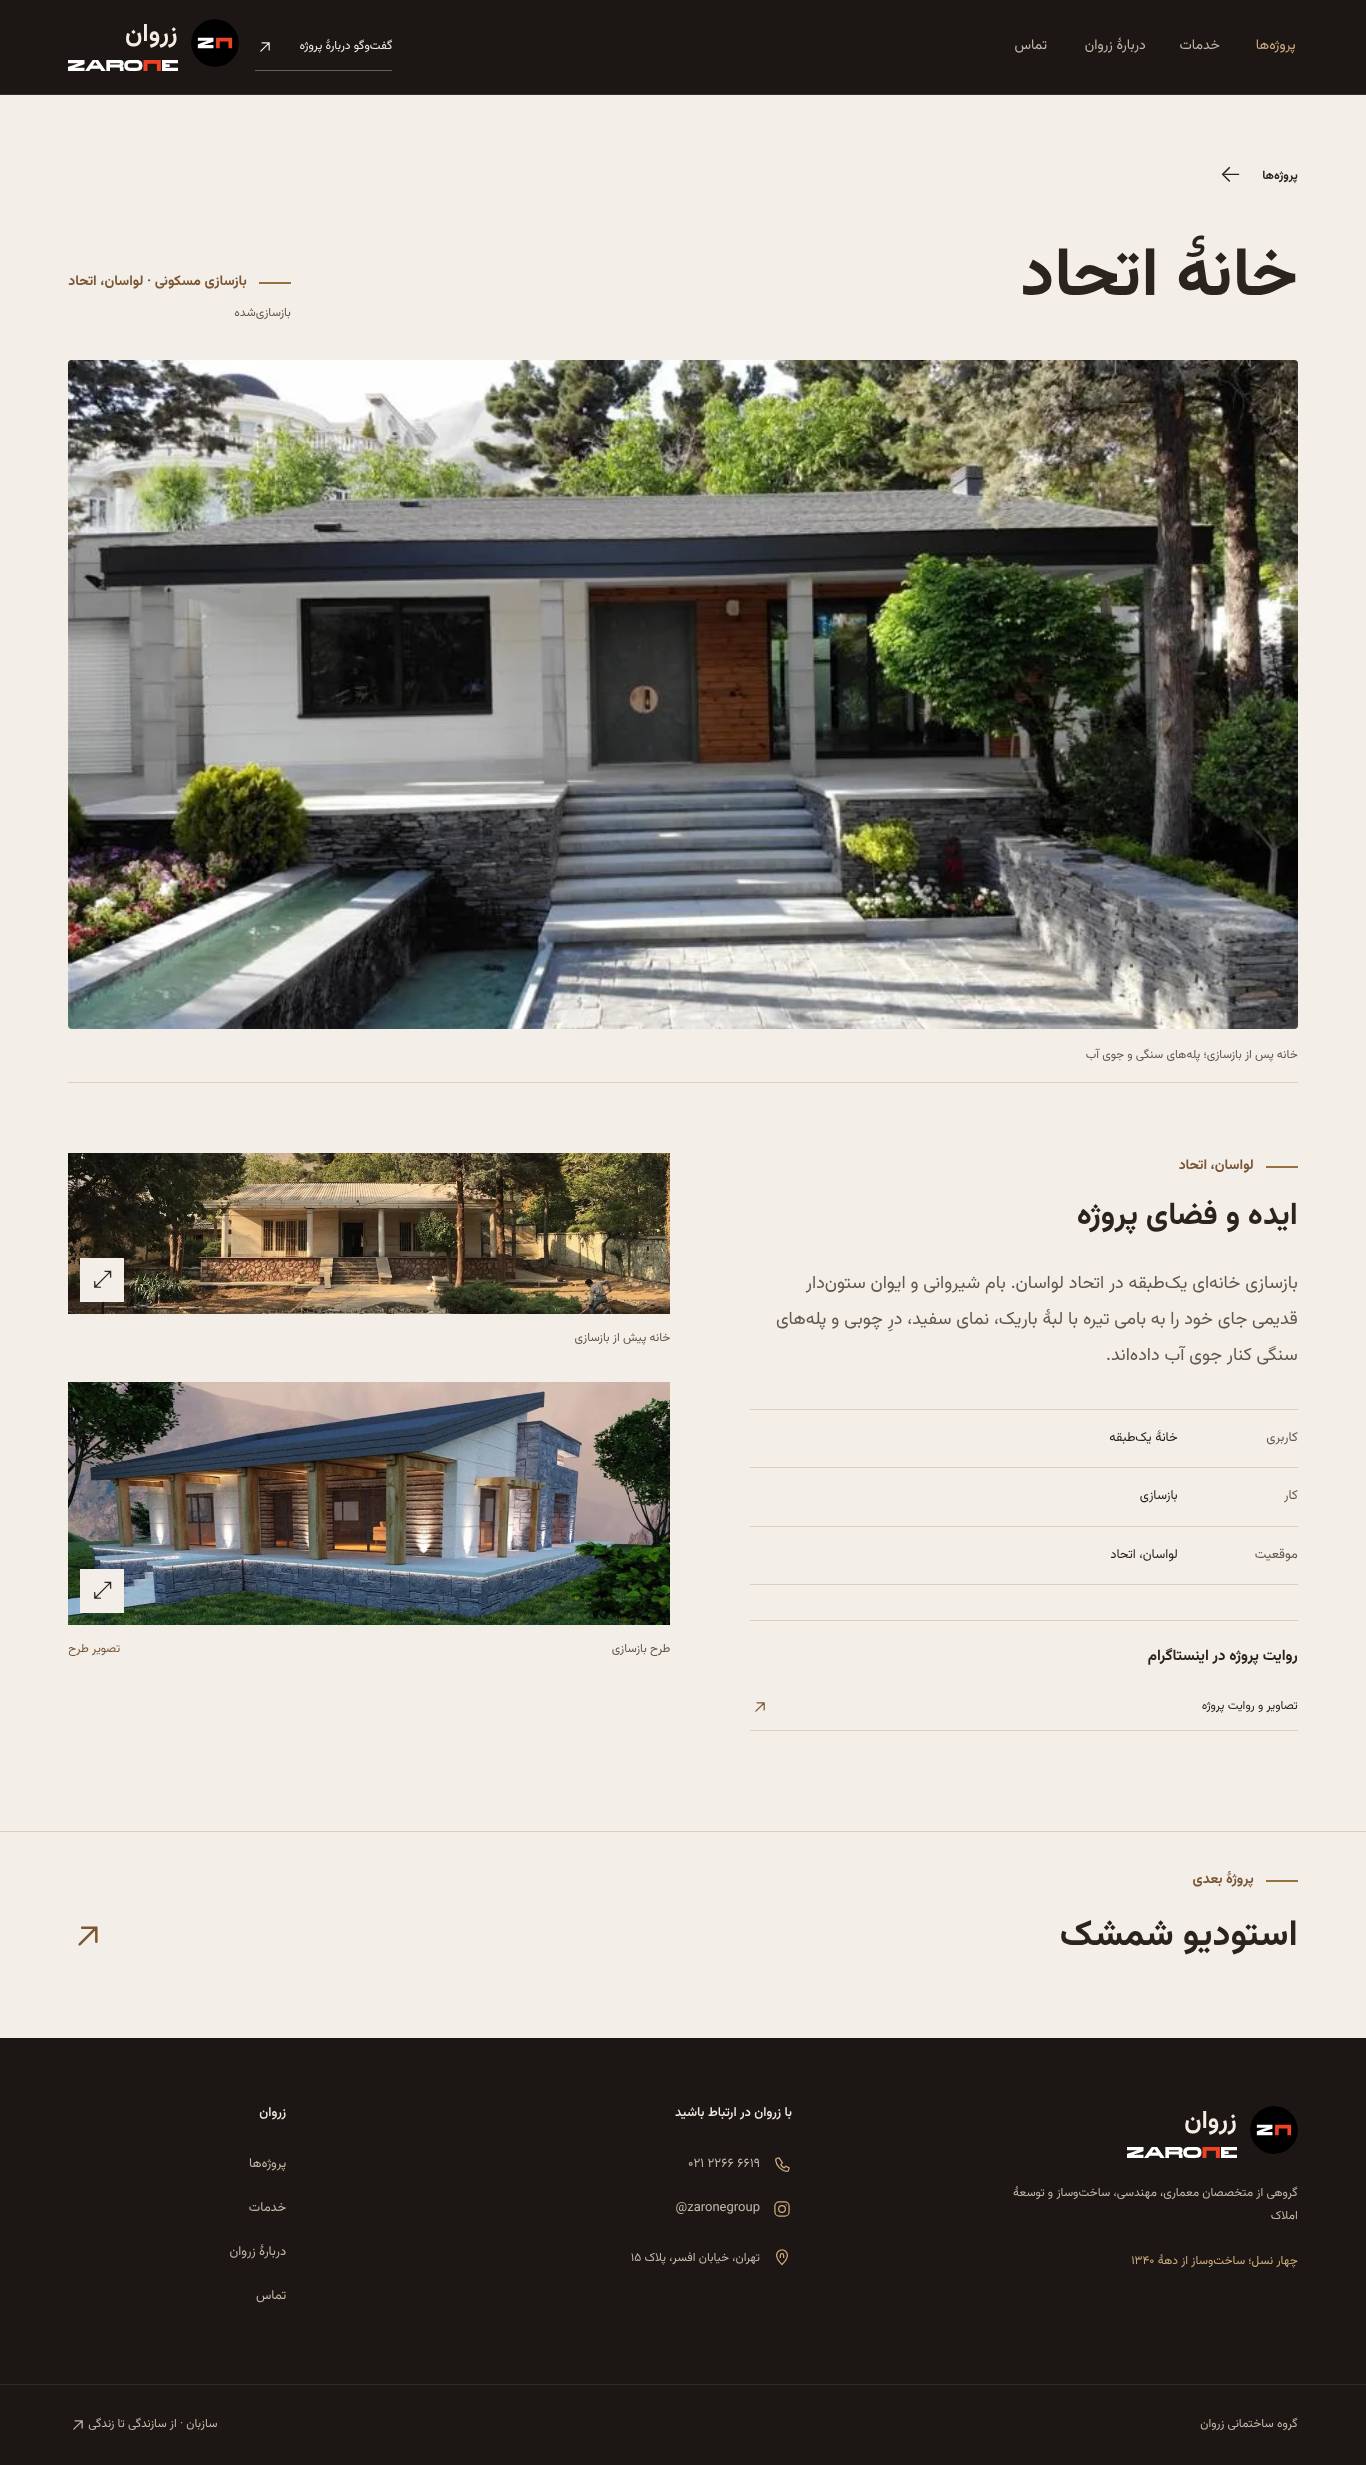 پروژه‌ها
خدمات
دربارهٔ زروان
تماس
گفت‌وگو دربارهٔ پروژه
zn
زروان
ZARONE
پروژه‌ها
خانهٔ اتحاد
بازسازی مسکونی · لواسان، اتحاد
بازسازی‌شده
خانه پس از بازسازی؛ پله‌های سنگی و جوی آب
لواسان، اتحاد
ایده و فضای پروژه
بازسازی خانه‌ای یک‌طبقه در اتحاد لواسان. بام شیروانی و ایوان ستون‌دار
قدیمی جای خود را به بامی تیره با لبهٔ باریک، نمای سفید، درِ چوبی و پله‌های
سنگی کنار جوی آب داده‌اند.
کاربری
خانهٔ یک‌طبقه
کار
بازسازی
موقعیت
لواسان، اتحاد
روایت پروژه در اینستاگرام
تصاویر و روایت پروژه
خانه پیش از بازسازی
طرح بازسازی
تصویر طرح
پروژهٔ بعدی
استودیو شمشک
zn
زروان
ZARONE
گروهی از متخصصان معماری، مهندسی، ساخت‌وساز و توسعهٔ
املاک
چهار نسل؛ ساخت‌وساز از دههٔ ۱۳۴۰
با زروان در ارتباط باشید
۰۲۱ ۲۲۶۶ ۶۶۱۹
@zaronegroup
تهران، خیابان افسر، پلاک ۱۵
زروان
پروژه‌ها
خدمات
دربارهٔ زروان
تماس
گروه ساختمانی زروان
سازبان · از سازندگی تا زندگی